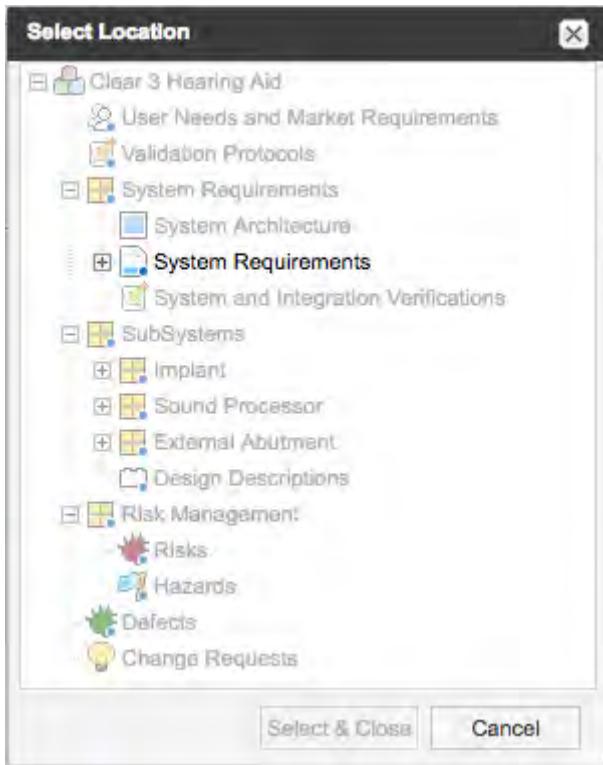 Select Location
Clear 3 Hearing Aid
User Needs and Market Requirements
Validation Protocols
System Requirements
System Architecture
System Requirements
System and Integration Verifications
SubSystems
Implant
Sound Processor
External Abutment
Design Descriptions
Risk Management
Risks
Hazards
Defects
Change Requests
Select & Close Cancel